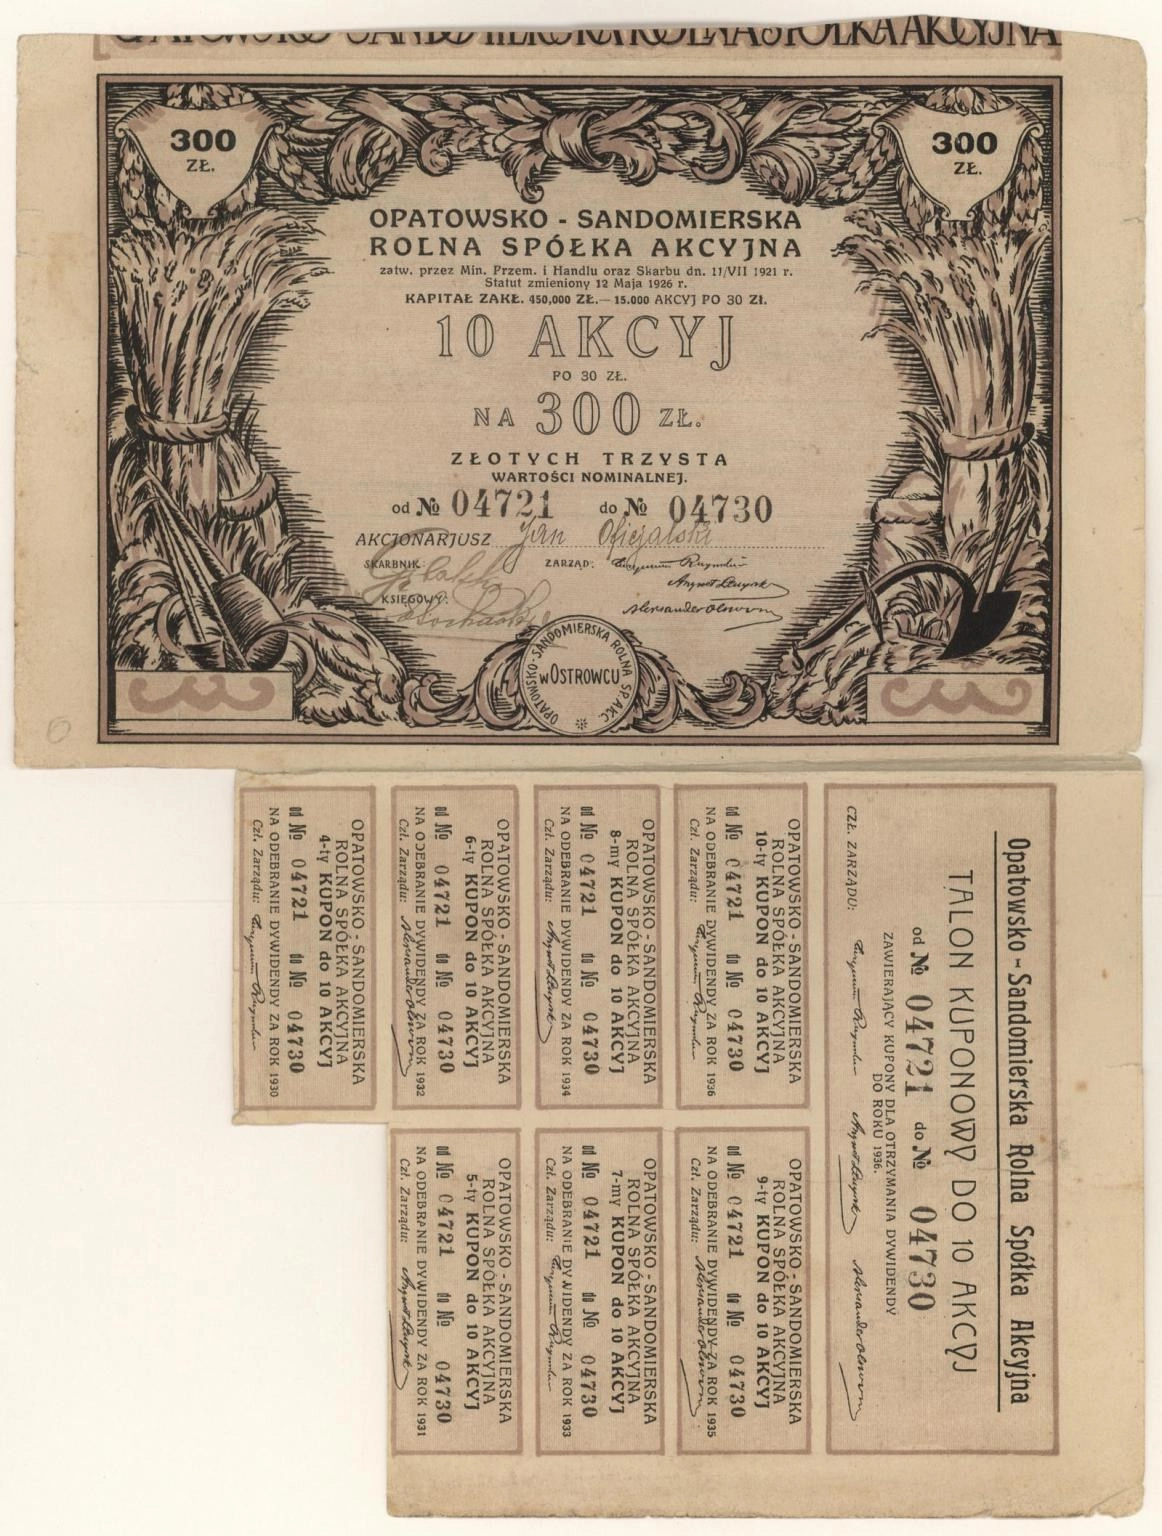 OPATOWSKO-SANDOMIERSKA ROLNA SPÓŁKA AKCYJNA
300
ZŁ.
300
ZŁ.
OPATOWSKO - SANDOMIERSKA
ROLNA SPÓŁKA AKCYJNA
zatw. przez Min. Przem. i Handlu oraz Skarbu dn. 11/VII 1921 r.
Statut zmieniony 12 Maja 1926 r.
KAPITAŁ ZAKŁ. 450,000 ZŁ.— 15.000 AKCYJ PO 30 Zł.
10 AKCYJ
PO 30 ZŁ.
NA 300 ZŁ.
ZŁOTYCH TRZYSTA
WARTOŚCI NOMINALNEJ.
od № 04721 do № 04730
AKCJONARJUSZ Jan Oficjalski
SKARBNIK:
ZARZĄD:
KSIĘGOWY:
OPATOWSKO-SANDOMIERSKA ROLNA SP. AKC.
w OSTROWCU
Opatowsko - Sandomierska Rolna Spółka Akcyjna
TALON KUPONOWY DO 10 AKCYJ
od № 04721 do № 04730
ZAWIERAJĄCY KUPONY DLA OTRZYMANIA DYWIDENDY
DO ROKU 1936.
CZŁ. ZARZĄDU:
OPATOWSKO - SANDOMIERSKA
ROLNA SPÓŁKA AKCYJNA
10-ty KUPON do 10 AKCYJ
od № 04721 do № 04730
NA ODEBRANIE DYWIDENDY ZA ROK 1936
Czł. Zarządu:
OPATOWSKO - SANDOMIERSKA
ROLNA SPÓŁKA AKCYJNA
8-my KUPON do 10 AKCYJ
od № 04721 do № 04730
NA ODEBRANIE DYWIDENDY ZA ROK 1934
Czł. Zarządu:
OPATOWSKO - SANDOMIERSKA
ROLNA SPÓŁKA AKCYJNA
6-ty KUPON do 10 AKCYJ
od № 04721 do № 04730
NA ODEBRANIE DYWIDENDY ZA ROK 1932
Czł. Zarządu:
OPATOWSKO - SANDOMIERSKA
ROLNA SPÓŁKA AKCYJNA
4-ty KUPON do 10 AKCYJ
od № 04721 do № 04730
NA ODEBRANIE DYWIDENDY ZA ROK 1930
Czł. Zarządu:
OPATOWSKO - SANDOMIERSKA
ROLNA SPÓŁKA AKCYJNA
9-ty KUPON do 10 AKCYJ
od № 04721 do № 04730
NA ODEBRANIE DYWIDENDY ZA ROK 1935
Czł. Zarządu:
OPATOWSKO - SANDOMIERSKA
ROLNA SPÓŁKA AKCYJNA
7-my KUPON do 10 AKCYJ
od № 04721 do № 04730
NA ODEBRANIE DYWIDENDY ZA ROK 1933
Czł. Zarządu:
OPATOWSKO - SANDOMIERSKA
ROLNA SPÓŁKA AKCYJNA
5-ty KUPON do 10 AKCYJ
od № 04721 do № 04730
NA ODEBRANIE DYWIDENDY ZA ROK 1931
Czł. Zarządu: